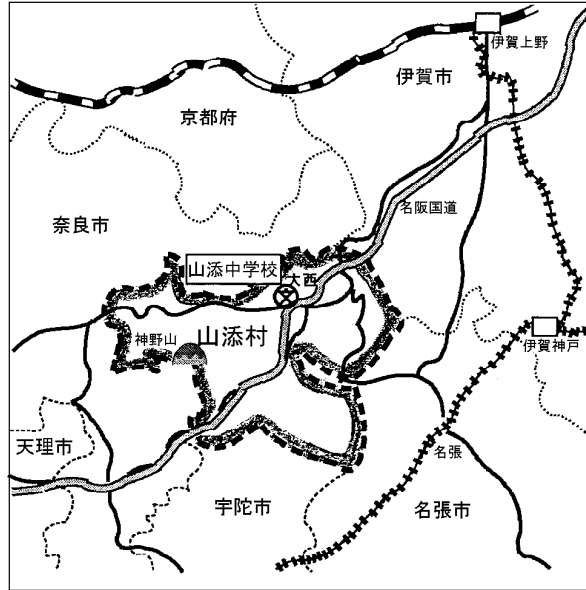 伊賀上野
伊賀市
京都府
名阪国道
奈良市
山添中学校
大西
神野山
山添村
伊賀神戸
天理市
名張
宇陀市
名張市